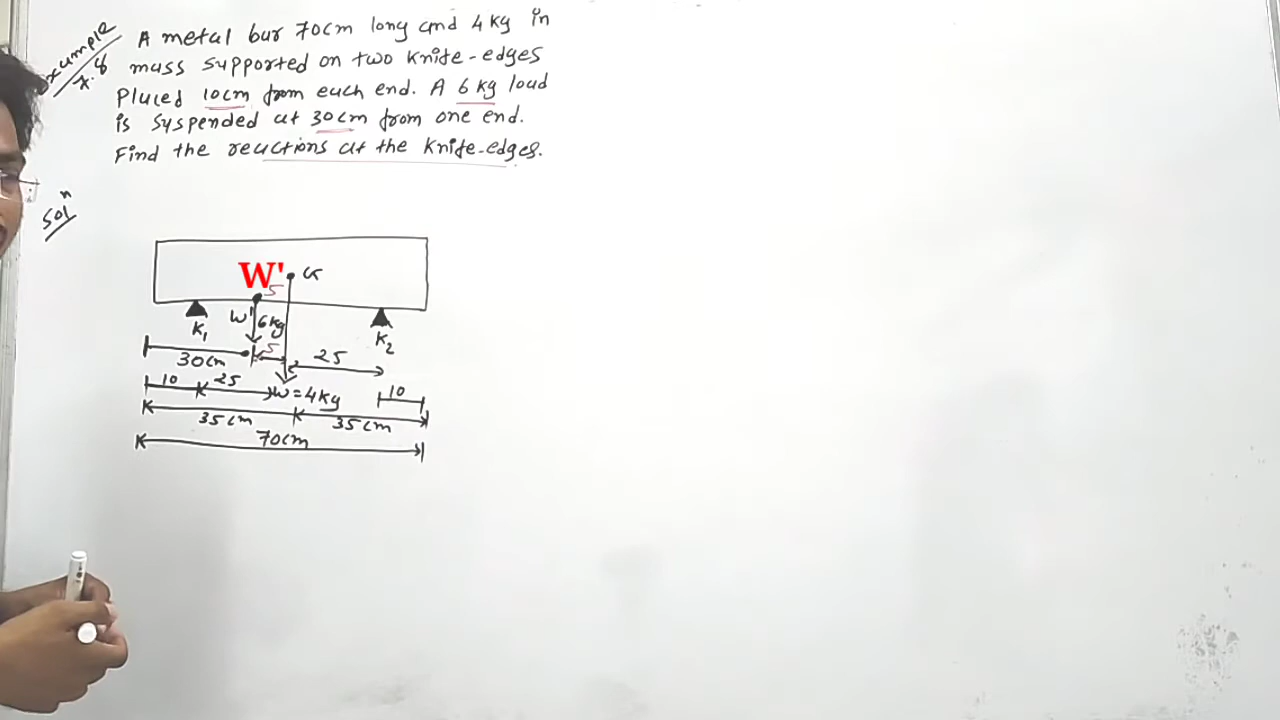 Example 7.8
A metal bar 70cm long and 4 kg in
mass supported on two knife-edges
placed 10cm from each end. A 6 kg load
is suspended at 30cm from one end.
Find the reactions at the knife-edges.
Solⁿ
W' G
5
K₁ W' 6kg K₂
30cm 5 25
10 25 W=4kg 10
35cm 35cm
70cm